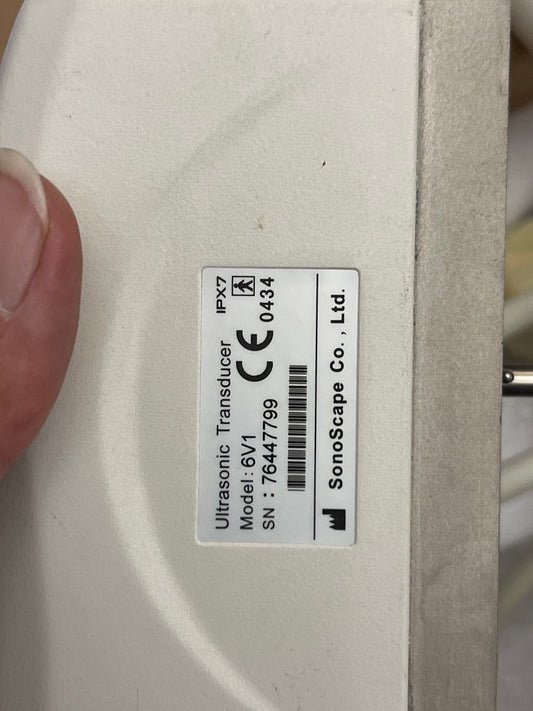 Ultrasonic Transducer IPX7
Model: 6V1
SN : 76447799
CE 0434
SonoScape Co., Ltd.